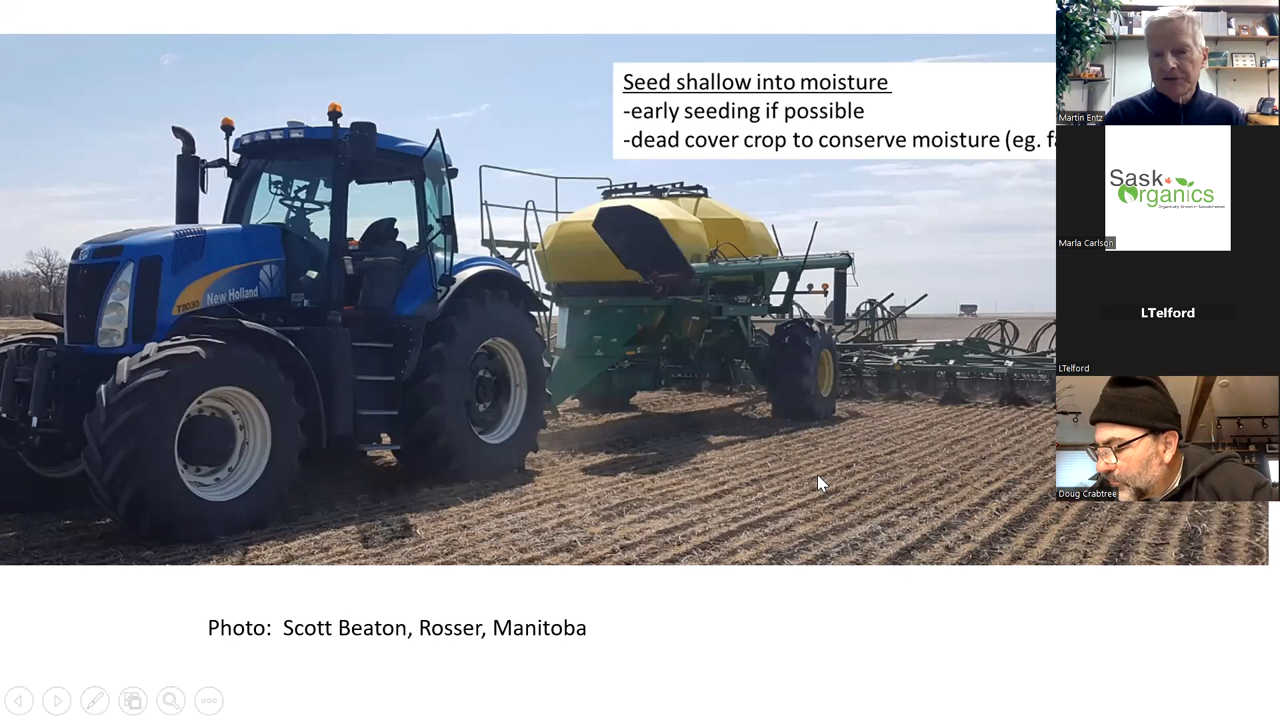 Seed shallow into moisture
-early seeding if possible
-dead cover crop to conserve moisture (eg.
T8030
New Holland
Photo: Scott Beaton, Rosser, Manitoba
Martin Entz
Sask
Organics
Marla Carlson
LTelford
LTelford
Doug Crabtree